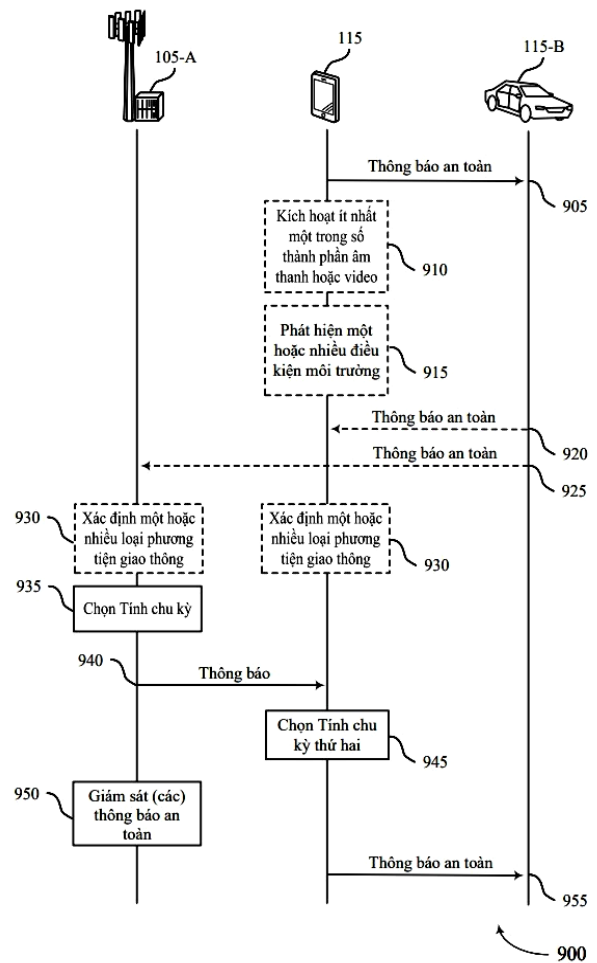 105-A
115
115-B
Thông báo an toàn
905
Kích hoạt ít nhất
một trong số
thành phần âm
thanh hoặc video
910
Phát hiện một
hoặc nhiều điều
kiện môi trường
915
Thông báo an toàn
920
Thông báo an toàn
925
930
Xác định một hoặc
nhiều loại phương
tiện giao thông
Xác định một hoặc
nhiều loại phương
tiện giao thông
930
935
Chọn Tính chu kỳ
940
Thông báo
Chọn Tính chu
kỳ thứ hai
945
950
Giám sát (các)
thông báo an
toàn
Thông báo an toàn
955
900